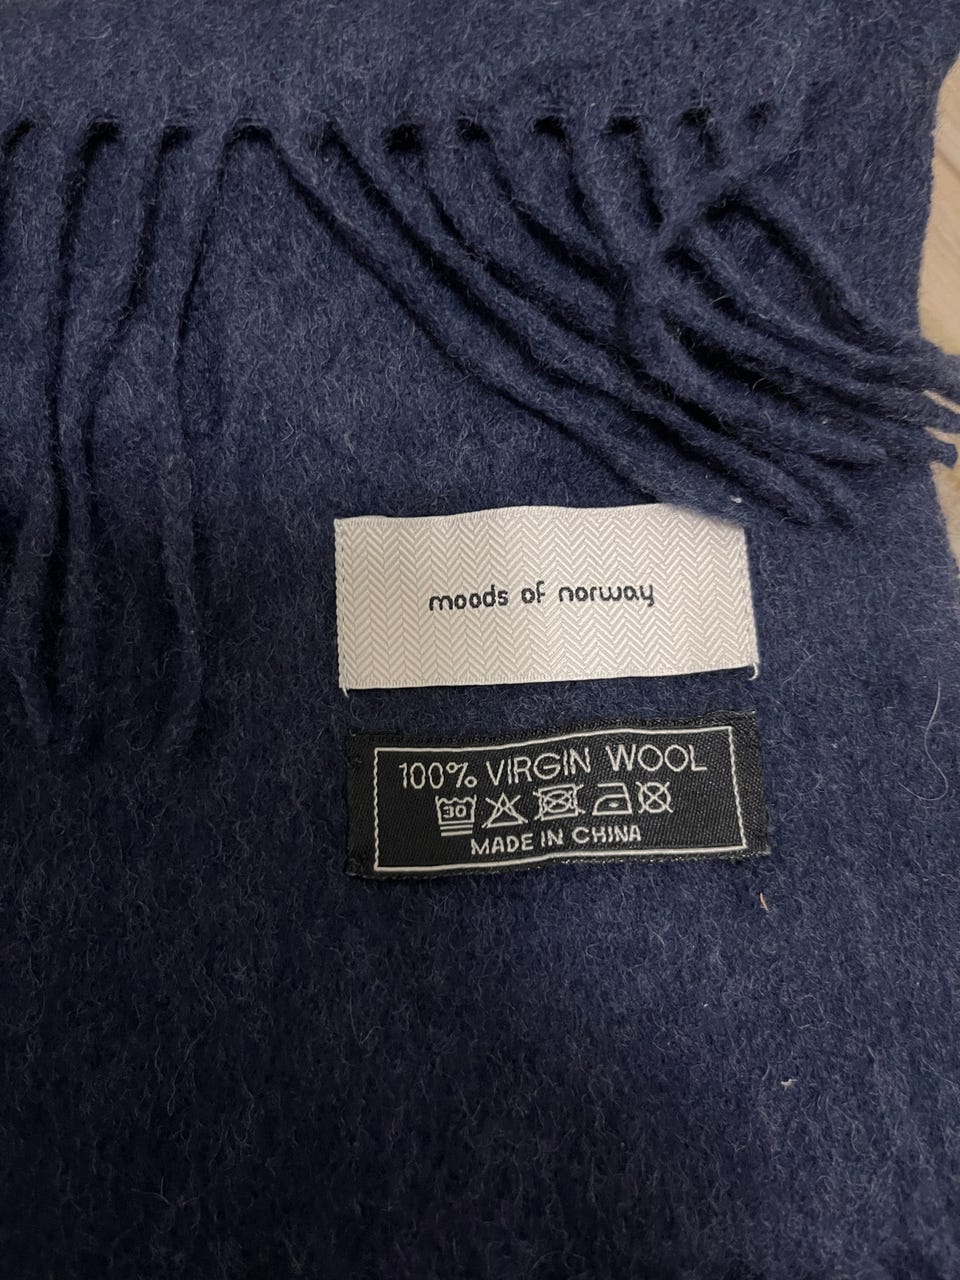 moods of norway
100% VIRGIN WOOL
30
MADE IN CHINA